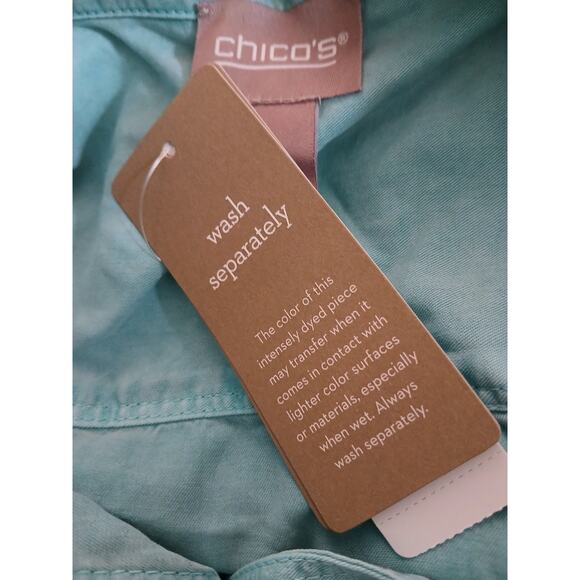 chico's®
wash
separately
The color of this
intensely dyed piece
may transfer when it
comes in contact with
lighter color surfaces
or materials, especially
when wet. Always
wash separately.